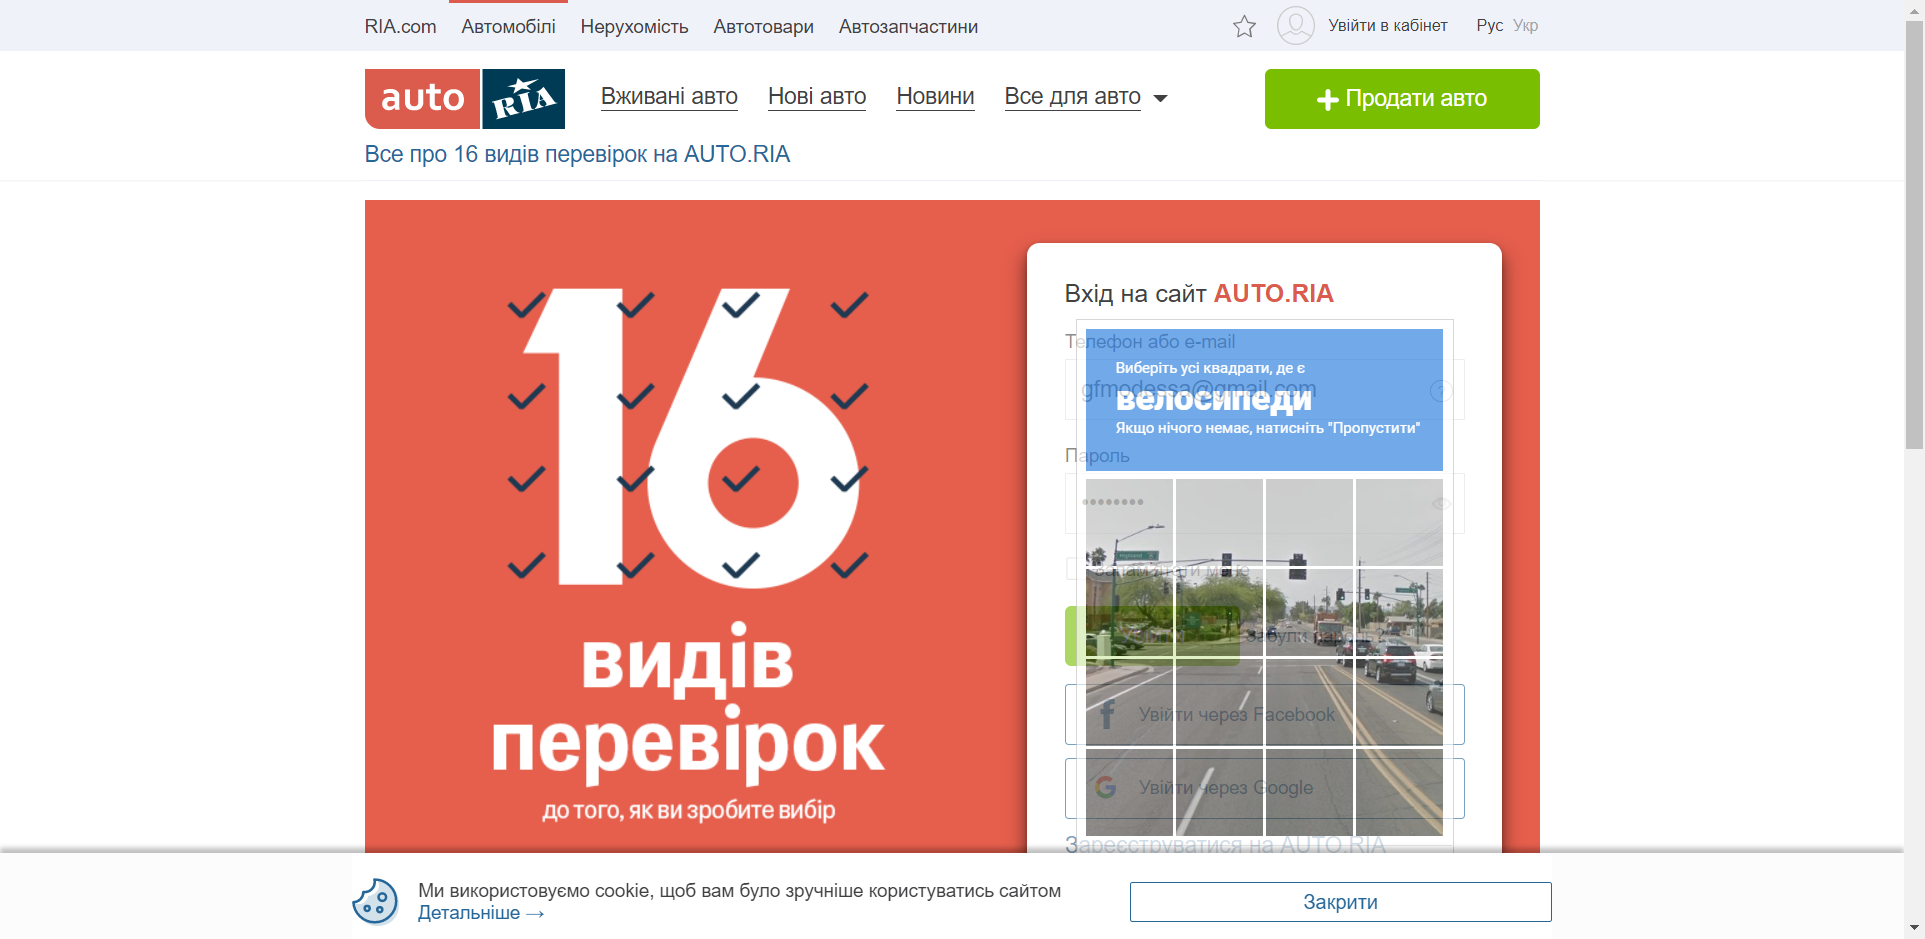 RIA.com Автомобілі Нерухомість Автотовари Автозапчастини Увійти в кабінет Рус Укр
auto RIA Вживані авто Нові авто Новини Все для авто Продати авто
Все про 16 видів перевірок на AUTO.RIA
16
видів
перевірок
до того, як ви зробите вибір
Вхід на сайт AUTO.RIA
Телефон або e-mail
gfmodessa@gmail.com
Виберіть усі квадрати, де є
велосипеди
Якщо нічого немає, натисніть "Пропустити"
Пароль
••••••••
Запам'ятати мене
Увійти Забули пароль?
Увійти через Facebook
Увійти через Google
Зареєструватися на AUTO.RIA
Ми використовуємо cookie, щоб вам було зручніше користуватись сайтом
Детальніше →
Закрити